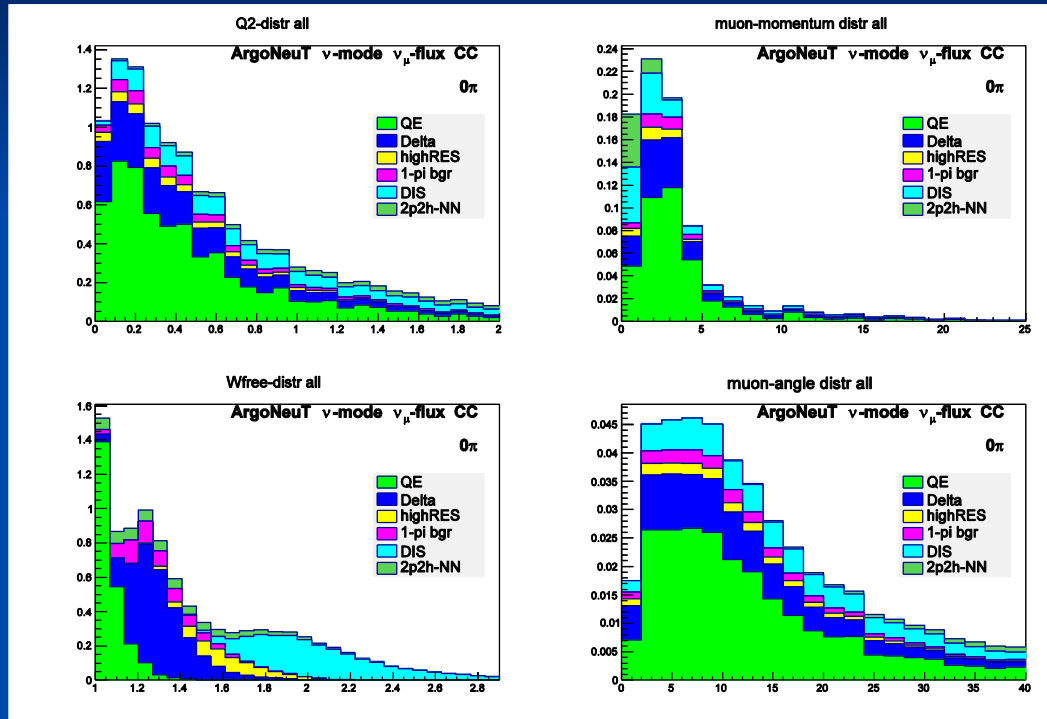 Q2-distr all
ArgoNeuT ν-mode νμ-flux CC
0π
QE
Delta
highRES
1-pi bgr
DIS
2p2h-NN
1.4
1.2
1
0.8
0.6
0.4
0.2
0
0 0.2 0.4 0.6 0.8 1 1.2 1.4 1.6 1.8 2
muon-momentum distr all
ArgoNeuT ν-mode νμ-flux CC
0π
QE
Delta
highRES
1-pi bgr
DIS
2p2h-NN
0.24
0.22
0.2
0.18
0.16
0.14
0.12
0.1
0.08
0.06
0.04
0.02
0
0 5 10 15 20 25
Wfree-distr all
ArgoNeuT ν-mode νμ-flux CC
0π
QE
Delta
highRES
1-pi bgr
DIS
2p2h-NN
1.6
1.4
1.2
1
0.8
0.6
0.4
0.2
0
1 1.2 1.4 1.6 1.8 2 2.2 2.4 2.6 2.8
muon-angle distr all
ArgoNeuT ν-mode νμ-flux CC
0π
QE
Delta
highRES
1-pi bgr
DIS
2p2h-NN
0.045
0.04
0.035
0.03
0.025
0.02
0.015
0.01
0.005
0
0 5 10 15 20 25 30 35 40